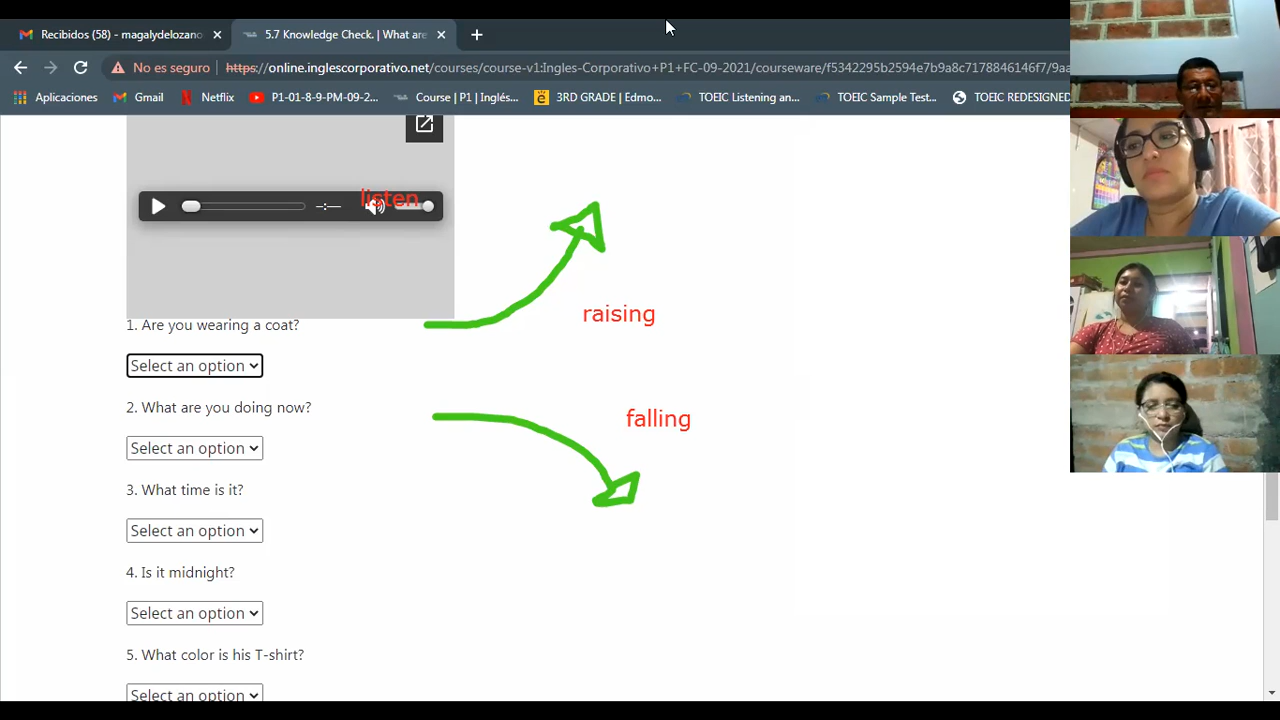 Recibidos (58) - magalydelozano
5.7 Knowledge Check. | What are
No es seguro
https://online.inglescorporativo.net/courses/course-v1:Ingles-Corporativo+P1+FC-09-2021/courseware/f5342295b2594e7b9a8c7178846146f7/9aa
Aplicaciones
Gmail
Netflix
P1-01-8-9-PM-09-2...
Course | P1 | Inglés...
3RD GRADE | Edmo...
TOEIC Listening an...
TOEIC Sample Test...
TOEIC REDESIGNED
listen
-:--
1. Are you wearing a coat?
raising
Select an option
2. What are you doing now?
falling
Select an option
3. What time is it?
Select an option
4. Is it midnight?
Select an option
5. What color is his T-shirt?
Select an option